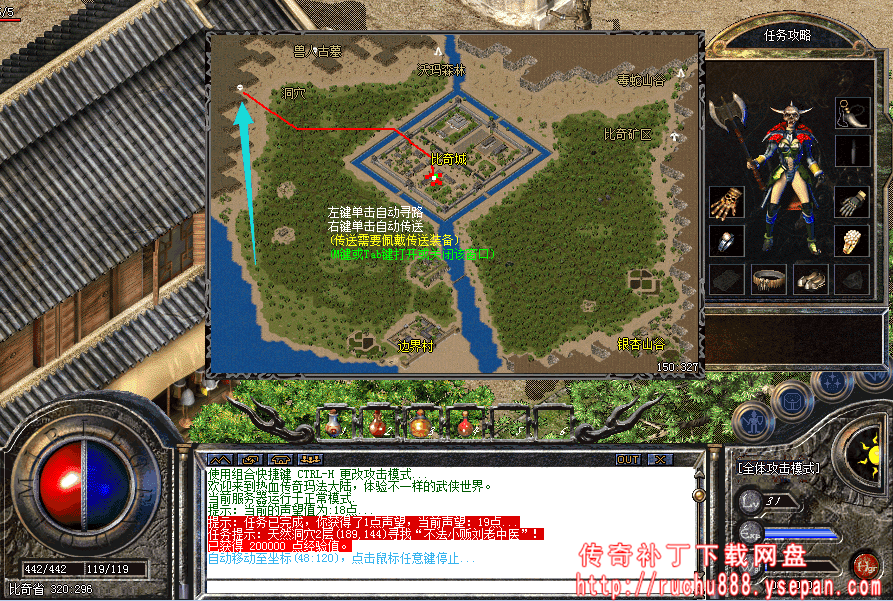 V5
兽人古墓
沃玛森林
毒蛇山谷
洞穴
比奇矿区
比奇城
左键单击自动寻路
右键单击自动传送
(传送需要佩戴传送装备)
边界村
银杏山谷
150 327
任务攻略
1
2
3
4
5
6
OUT
使用组合快捷键 CTRL-H 更改攻击模式...
欢迎来到热血传奇玛法大陆，体验不一样的武侠世界。
当前服务器运行于正常模式
提示：当前的声望值为:18点...
提示：任务已完成，你获得了1点声望，当前声望：19点...
任务提示：天然洞穴2层(189,144)寻找“不法小贩刘老中医”！
已获得 200000 点经验值。
自动移动至坐标(48:120)，点击鼠标任意键停止...
[全体攻击模式]
Lv 31
Exp
442/442
119/119
比奇省 320:296
传奇补丁下载网盘
http://ruchu888.ysepan.com